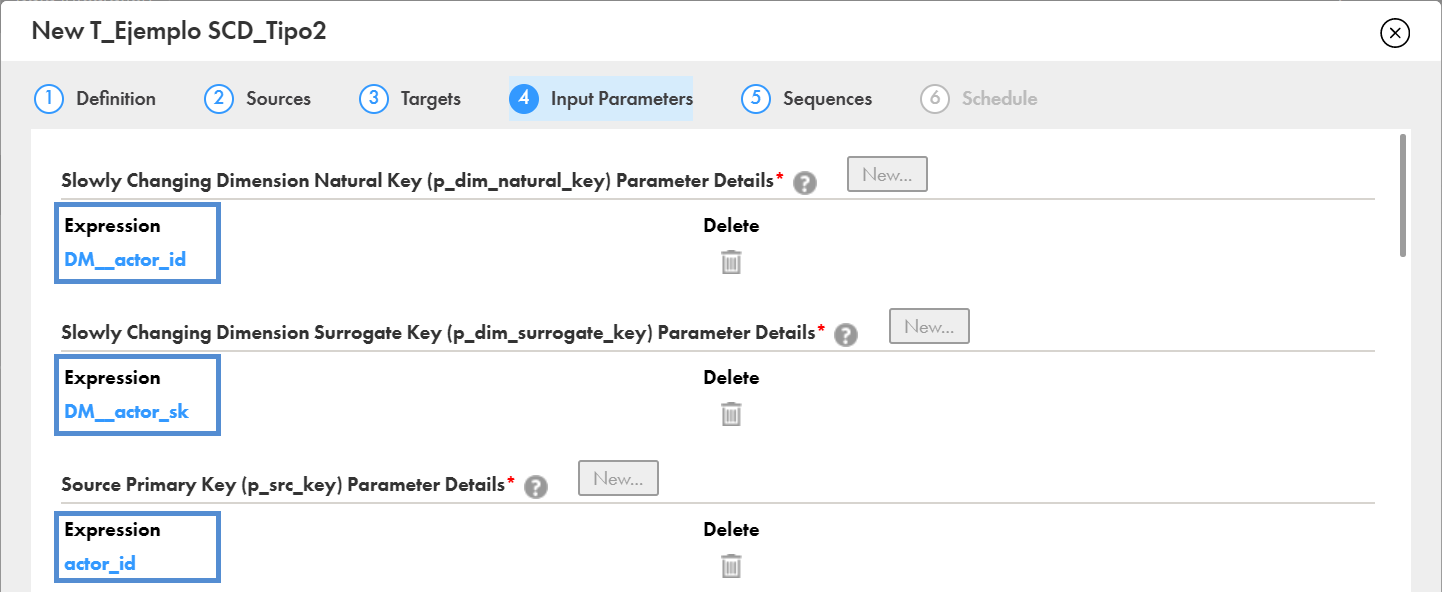 New T_Ejemplo SCD_Tipo2
1 Definition 2 Sources 3 Targets 4 Input Parameters 5 Sequences 6 Schedule
Slowly Changing Dimension Natural Key (p_dim_natural_key) Parameter Details* ? New...
Expression Delete
DM__actor_id
Slowly Changing Dimension Surrogate Key (p_dim_surrogate_key) Parameter Details* ? New...
Expression Delete
DM__actor_sk
Source Primary Key (p_src_key) Parameter Details* ? New...
Expression Delete
actor_id